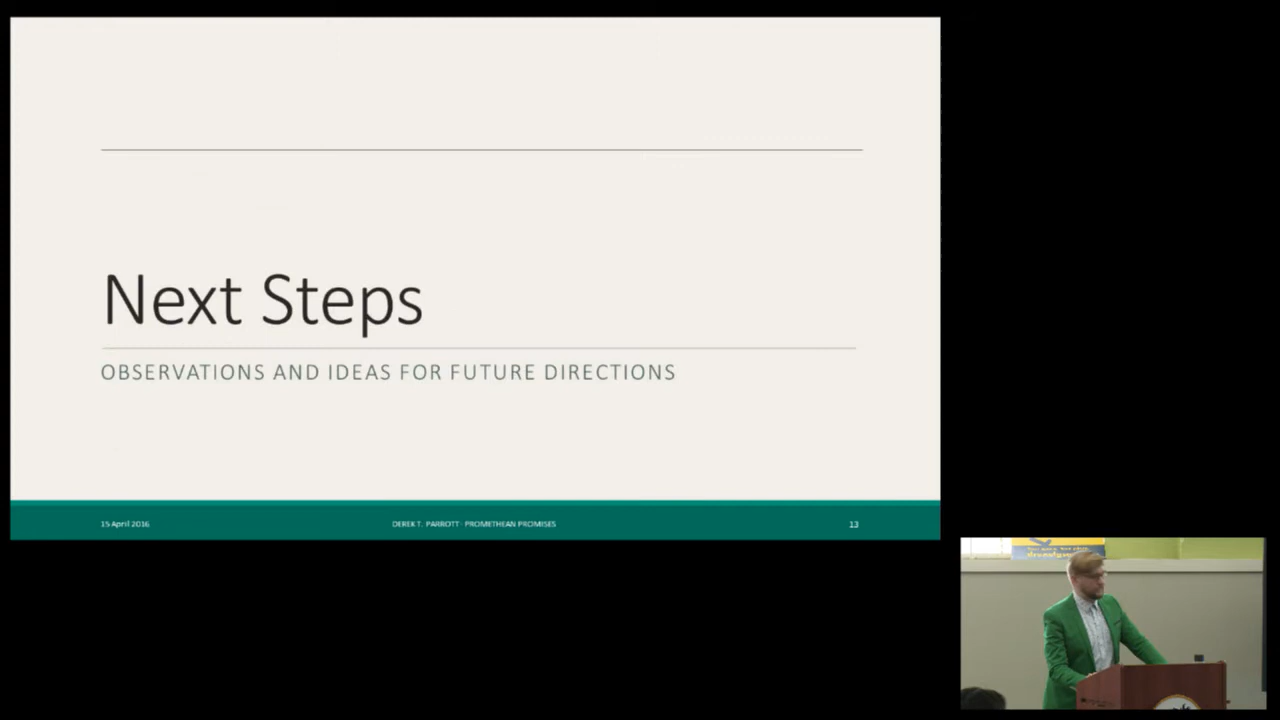 Next Steps
OBSERVATIONS AND IDEAS FOR FUTURE DIRECTIONS
15 April 2016
DEREK T. PARROTT- PROMETHEAN PROMISES
13